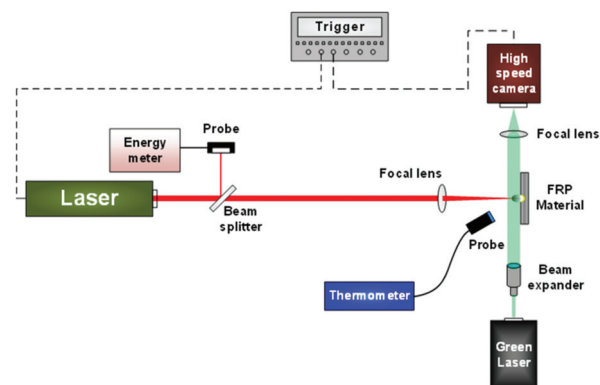 Trigger
High
speed
camera
Probe
Energy
meter
Focal lens
Focal lens
Laser
FRP
Material
Beam
splitter
Probe
Beam
expander
Thermometer
Green
Laser